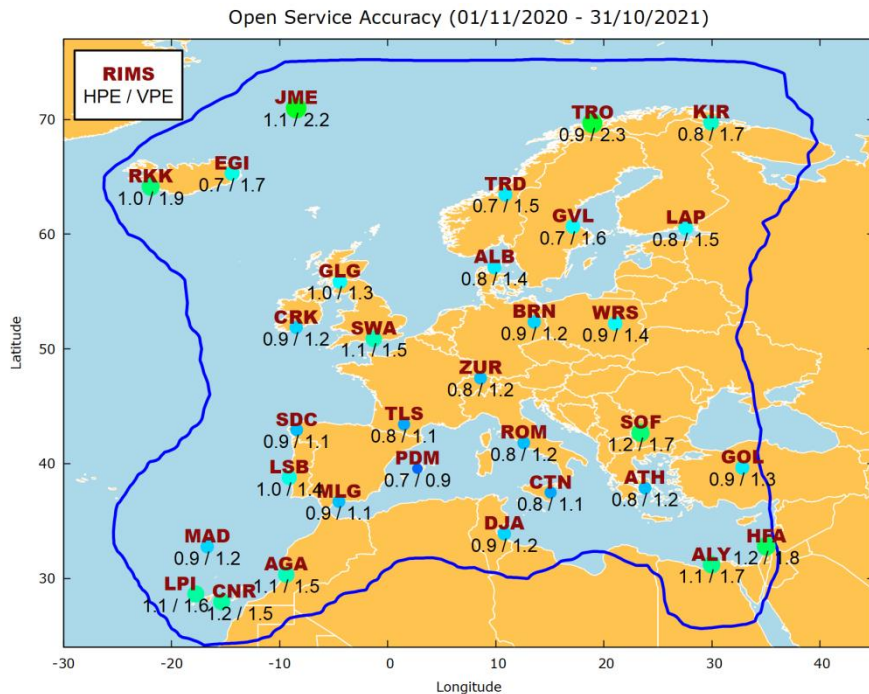 Open Service Accuracy (01/11/2020 - 31/10/2021)
RIMS
HPE / VPE
JME
1.1 / 2.2
TRO
0.9 / 2.3
KIR
0.8 / 1.7
EGI
0.7 / 1.7
RKK
1.0 / 1.9
TRD
0.7 / 1.5
GVL
0.7 / 1.6
LAP
0.8 / 1.5
ALB
0.8 / 1.4
GLG
1.0 / 1.3
CRK
0.9 / 1.2
SWA
1.1 / 1.5
BRN
0.9 / 1.2
WRS
0.9 / 1.4
ZUR
0.8 / 1.2
SDC
0.9 / 1.1
TLS
0.8 / 1.1
ROM
0.8 / 1.2
SOF
1.2 / 1.7
LSB
1.0 / 1.4
PDM
0.7 / 0.9
GOL
0.9 / 1.3
MLG
0.9 / 1.1
CTN
0.8 / 1.1
ATH
0.8 / 1.2
MAD
0.9 / 1.2
DJA
0.9 / 1.2
HFA
1.2 / 1.8
ALY
1.1 / 1.7
AGA
1.1 / 1.5
LPI
1.1 / 1.6
CNR
1.2 / 1.5
70
60
50
40
30
Latitude
-30 -20 -10 0 10 20 30 40
Longitude